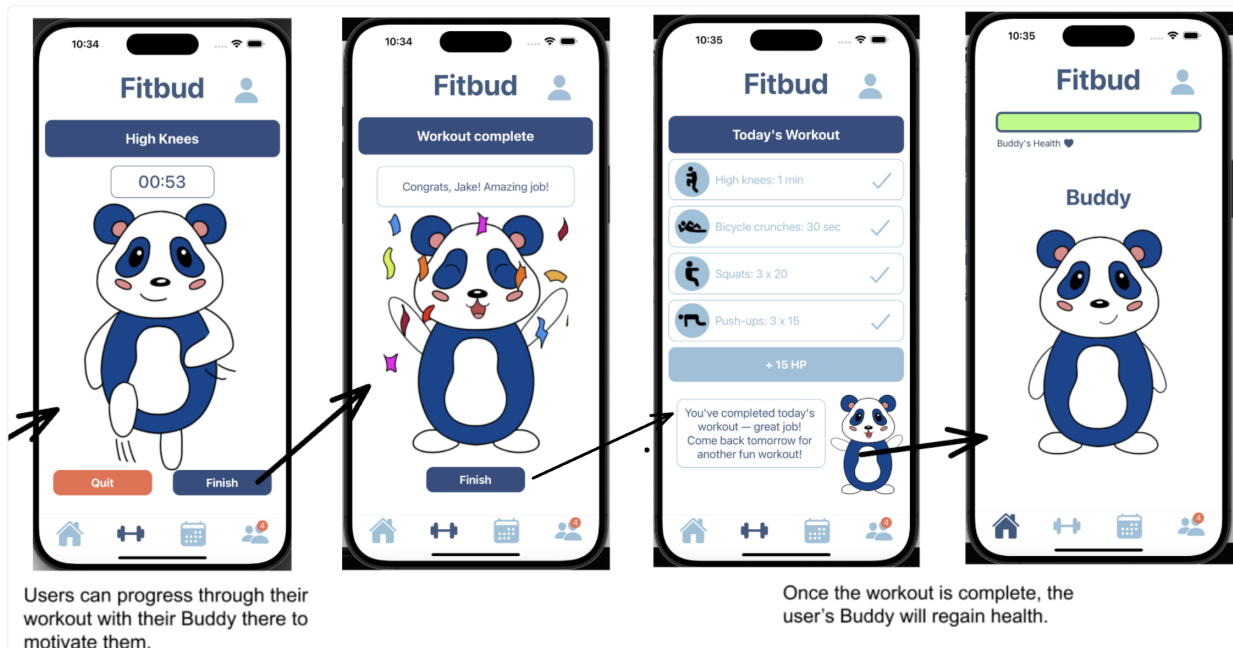 10:34
Fitbud
High Knees
00:53
Quit
Finish
4
Users can progress through their
workout with their Buddy there to
motivate them.
10:34
Fitbud
Workout complete
Congrats, Jake! Amazing job!
Finish
4
10:35
Fitbud
Today's Workout
High knees: 1 min
Bicycle crunches: 30 sec
Squats: 3 x 20
Push-ups: 3 x 15
+ 15 HP
You've completed today's
workout — great job!
Come back tomorrow for
another fun workout!
4
10:35
Fitbud
Buddy's Health
Buddy
4
Once the workout is complete, the
user's Buddy will regain health.